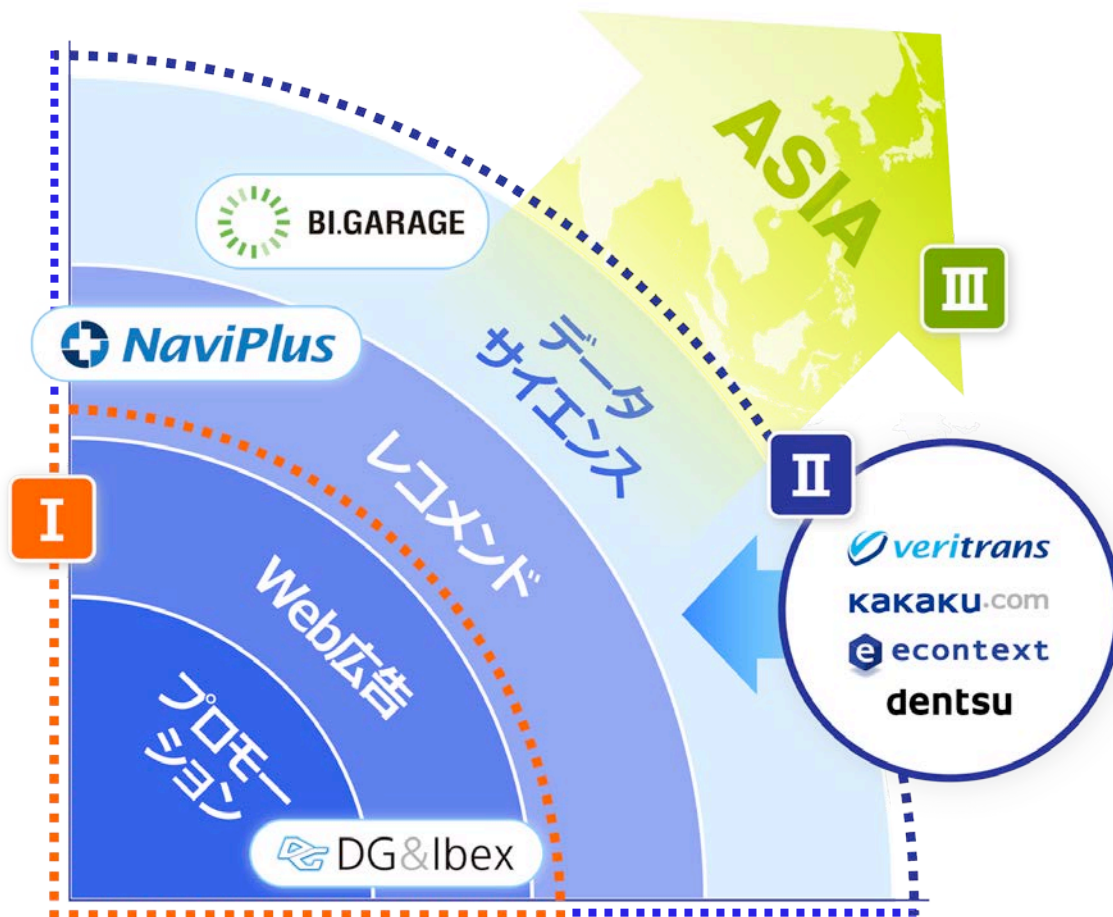 ASIA
BI.GARAGE
III
NaviPlus
データ
サイエンス
レコメンド
II
I
veritrans
Web広告
kakaku.com
e econtext
プロモー
ション
dentsu
DG&Ibex